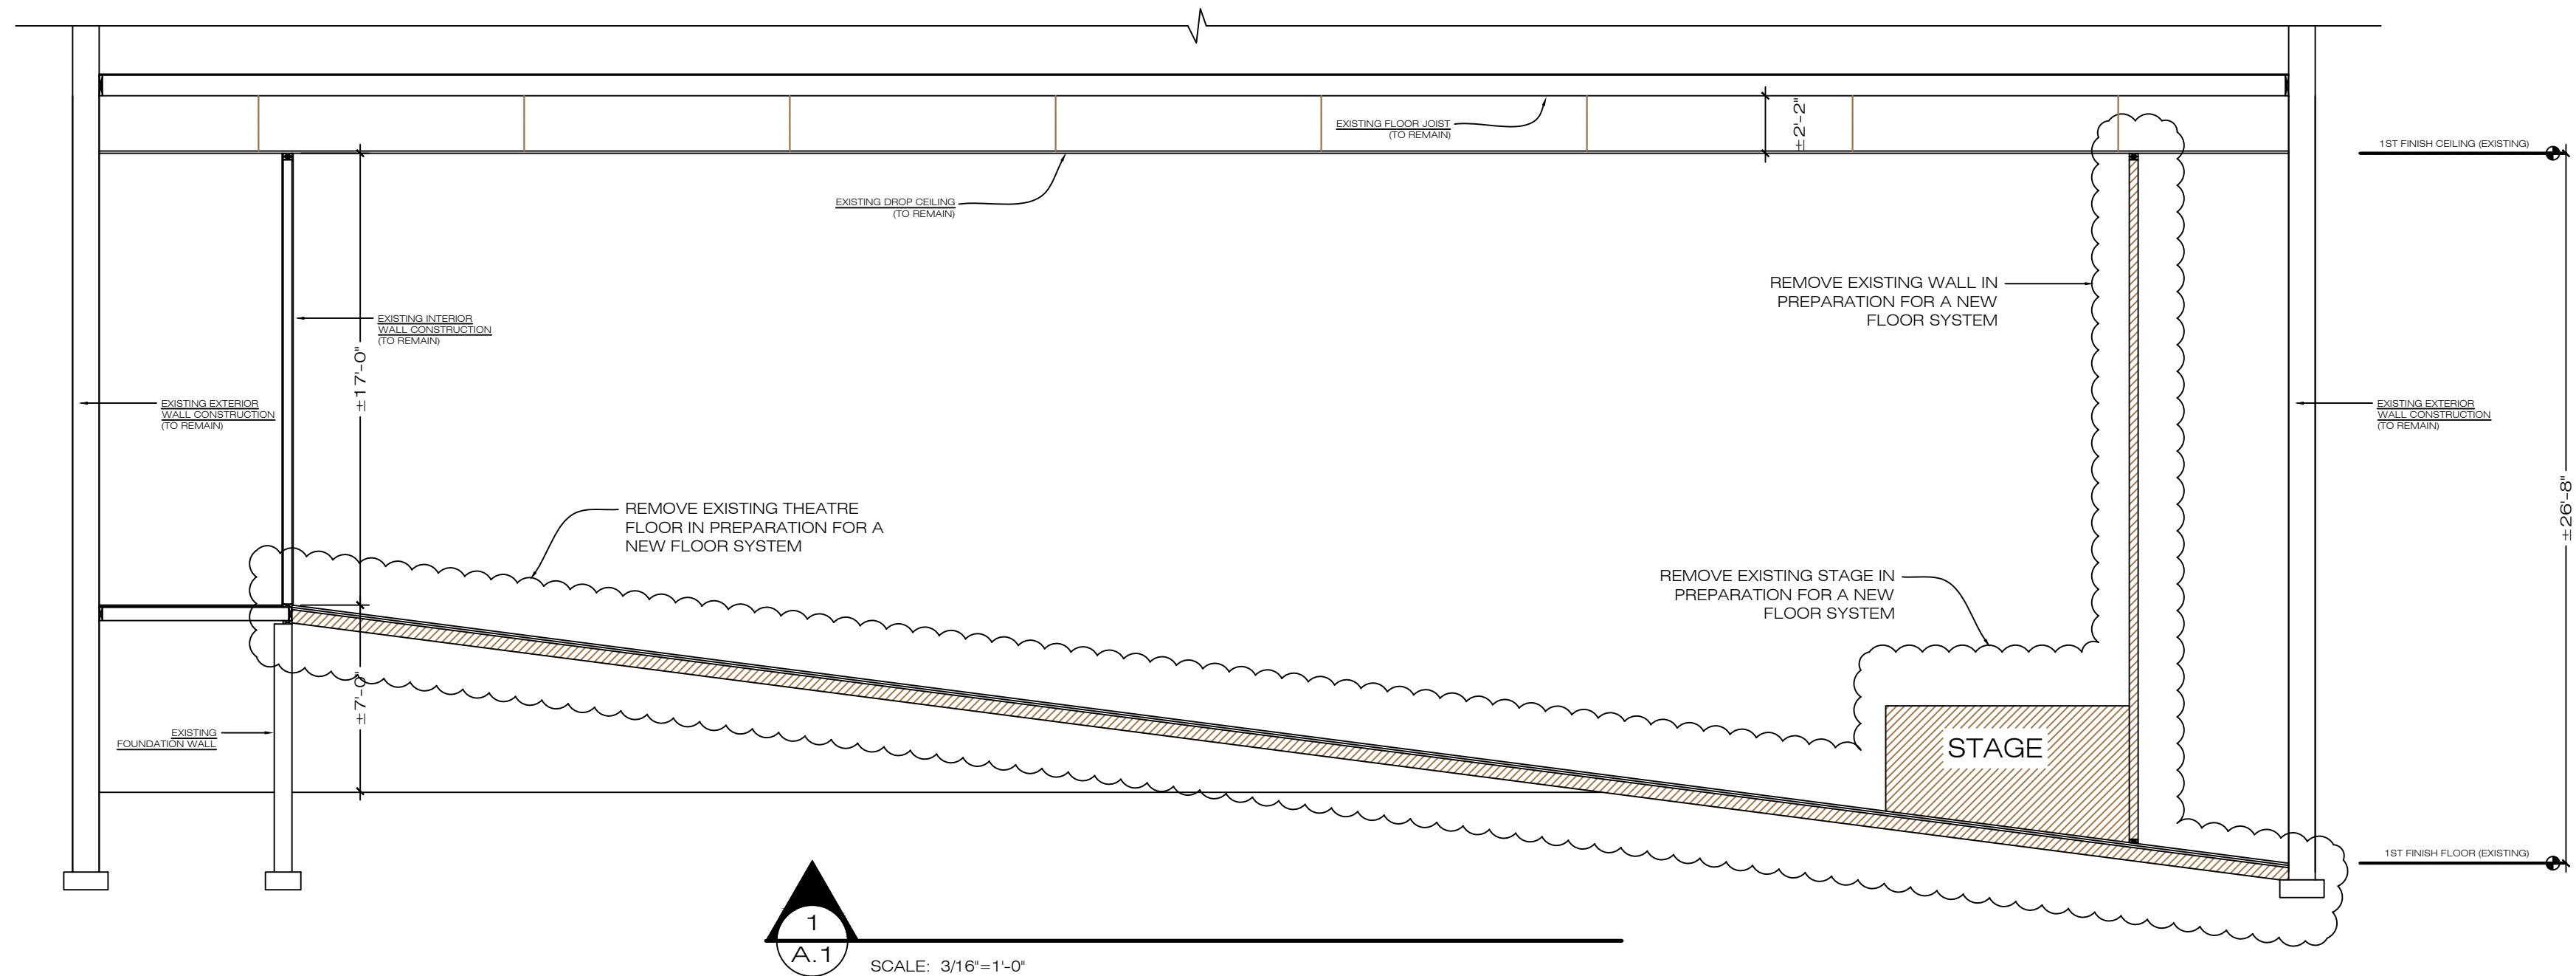 EXISTING FLOOR JOIST
(TO REMAIN)
±2'-2"
1ST FINISH CEILING (EXISTING)
EXISTING DROP CEILING
(TO REMAIN)
REMOVE EXISTING WALL IN
PREPARATION FOR A NEW
FLOOR SYSTEM
EXISTING INTERIOR
WALL CONSTRUCTION
(TO REMAIN)
±17'-0"
EXISTING EXTERIOR
WALL CONSTRUCTION
(TO REMAIN)
EXISTING EXTERIOR
WALL CONSTRUCTION
(TO REMAIN)
±26'-8"
REMOVE EXISTING THEATRE
FLOOR IN PREPARATION FOR A
NEW FLOOR SYSTEM
REMOVE EXISTING STAGE IN
PREPARATION FOR A NEW
FLOOR SYSTEM
±7'-0"
EXISTING
FOUNDATION WALL
STAGE
1ST FINISH FLOOR (EXISTING)
1
A.1
SCALE: 3/16"=1'-0"